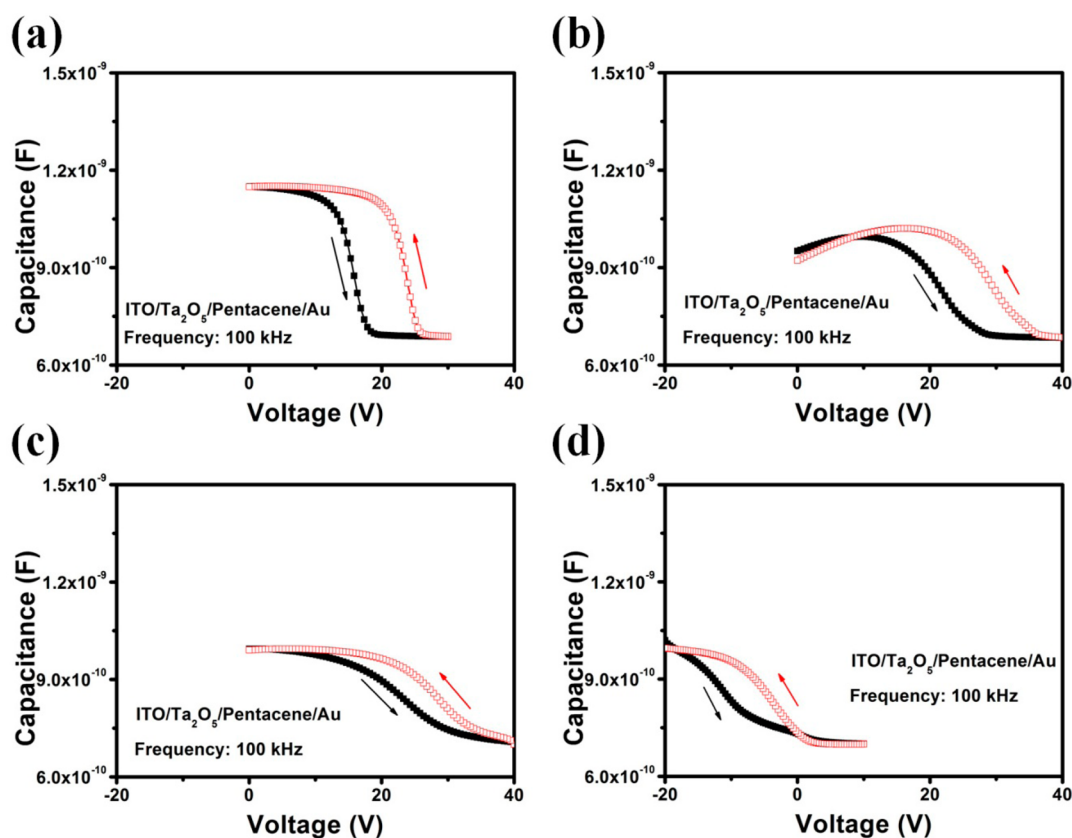 (a)
1.5x10⁻⁹
1.2x10⁻⁹
9.0x10⁻¹⁰
6.0x10⁻¹⁰
Capacitance (F)
ITO/Ta₂O₅/Pentacene/Au
Frequency: 100 kHz
-20 0 20 40
Voltage (V)
(b)
1.5x10⁻⁹
1.2x10⁻⁹
9.0x10⁻¹⁰
6.0x10⁻¹⁰
Capacitance (F)
ITO/Ta₂O₅/Pentacene/Au
Frequency: 100 kHz
-20 0 20 40
Voltage (V)
(c)
1.5x10⁻⁹
1.2x10⁻⁹
9.0x10⁻¹⁰
6.0x10⁻¹⁰
Capacitance (F)
ITO/Ta₂O₅/Pentacene/Au
Frequency: 100 kHz
-20 0 20 40
Voltage (V)
(d)
1.5x10⁻⁹
1.2x10⁻⁹
9.0x10⁻¹⁰
6.0x10⁻¹⁰
Capacitance (F)
ITO/Ta₂O₅/Pentacene/Au
Frequency: 100 kHz
-20 0 20 40
Voltage (V)